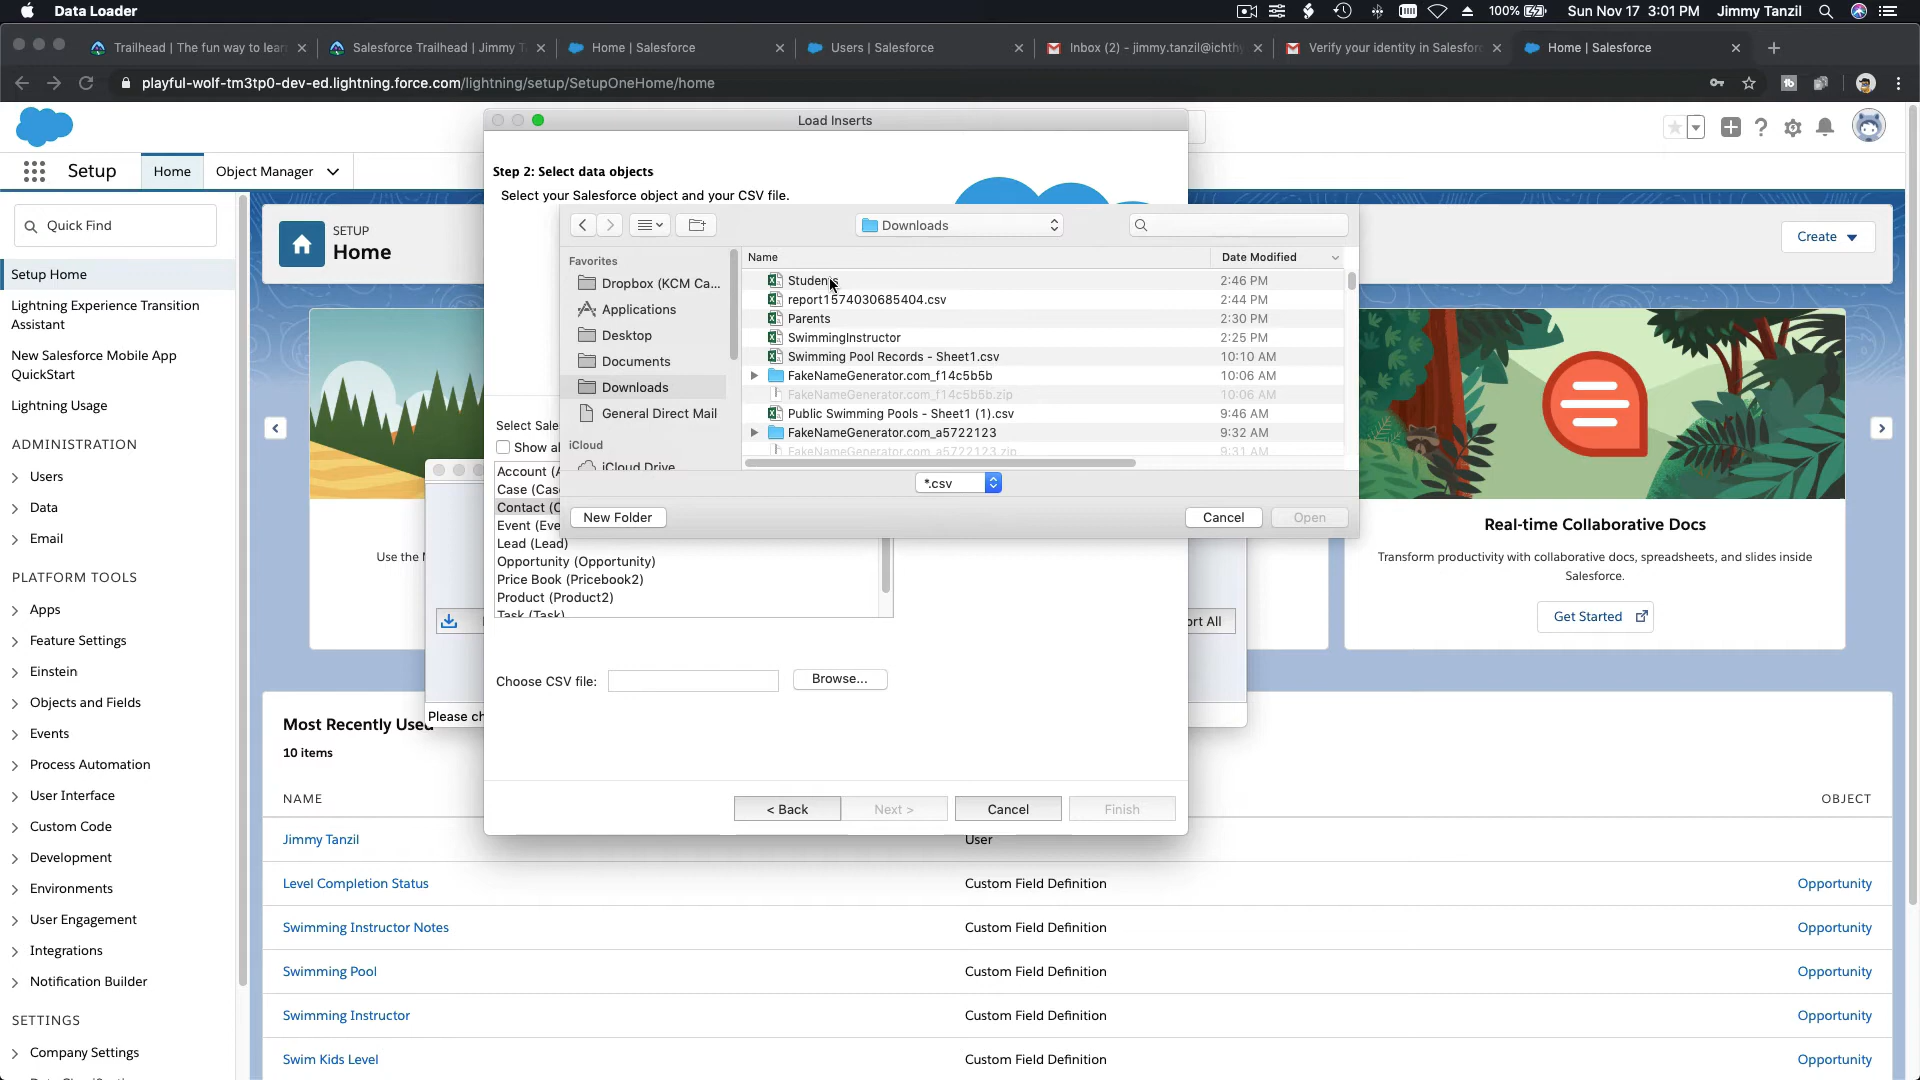 Data Loader
100%
Sun Nov 17 3:01 PM
Jimmy Tanzil
Trailhead | The fun way to lear
Salesforce Trailhead | Jimmy T
Home | Salesforce
Users | Salesforce
Inbox (2) - jimmy.tanzil@ichthy
Verify your identity in Salesfor
Home | Salesforce
playful-wolf-tm3tp0-dev-ed.lightning.force.com/lightning/setup/SetupOneHome/home
Setup
Home
Object Manager
Quick Find
Setup Home
Lightning Experience Transition
Assistant
New Salesforce Mobile App
QuickStart
Lightning Usage
ADMINISTRATION
Users
Data
Email
PLATFORM TOOLS
Apps
Feature Settings
Einstein
Objects and Fields
Events
Process Automation
User Interface
Custom Code
Development
Environments
User Engagement
Integrations
Notification Builder
SETTINGS
Company Settings
SETUP
Home
Create
Load Inserts
Step 2: Select data objects
Select your Salesforce object and your CSV file.
Downloads
Favorites
Dropbox (KCM Ca...
Applications
Desktop
Documents
Downloads
General Direct Mail
iCloud
iCloud Drive
Name
Date Modified
Students
2:46 PM
report1574030685404.csv
2:44 PM
Parents
2:30 PM
SwimmingInstructor
2:25 PM
Swimming Pool Records - Sheet1.csv
10:10 AM
FakeNameGenerator.com_f14c5b5b
10:06 AM
FakeNameGenerator.com_f14c5b5b.zip
10:06 AM
Public Swimming Pools - Sheet1 (1).csv
9:46 AM
FakeNameGenerator.com_a5722123
9:32 AM
FakeNameGenerator.com_a5722123.zip
9:31 AM
*.csv
New Folder
Cancel
Open
Select Sale
Show al
Account (A
Case (Cas
Contact (C
Event (Eve
Lead (Lead)
Opportunity (Opportunity)
Price Book (Pricebook2)
Product (Product2)
Task (Task)
Choose CSV file:
Browse...
< Back
Next >
Cancel
Finish
Use the
ort All
Please ch
Real-time Collaborative Docs
Transform productivity with collaborative docs, spreadsheets, and slides inside
Salesforce.
Get Started
Most Recently Used
10 items
NAME
OBJECT
Jimmy Tanzil
User
Level Completion Status
Custom Field Definition
Opportunity
Swimming Instructor Notes
Custom Field Definition
Opportunity
Swimming Pool
Custom Field Definition
Opportunity
Swimming Instructor
Custom Field Definition
Opportunity
Swim Kids Level
Custom Field Definition
Opportunity